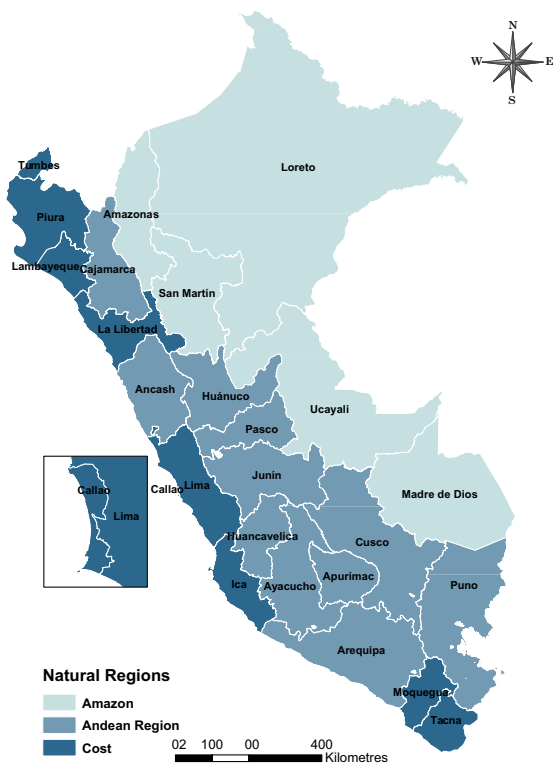 N
W E
S
Loreto
Tumbes
Amazonas
Piura
Lambayeque
Cajamarca
San Martín
La Libertad
Ancash
Huánuco
Ucayali
Pasco
Junín
Callao
Lima
Callao
Lima
Madre de Dios
Huancavelica
Cusco
Ica
Ayacucho
Apurimac
Puno
Arequipa
Moquegua
Tacna
Natural Regions
Amazon
Andean Region
Cost
02 100 00 400
Kilometres